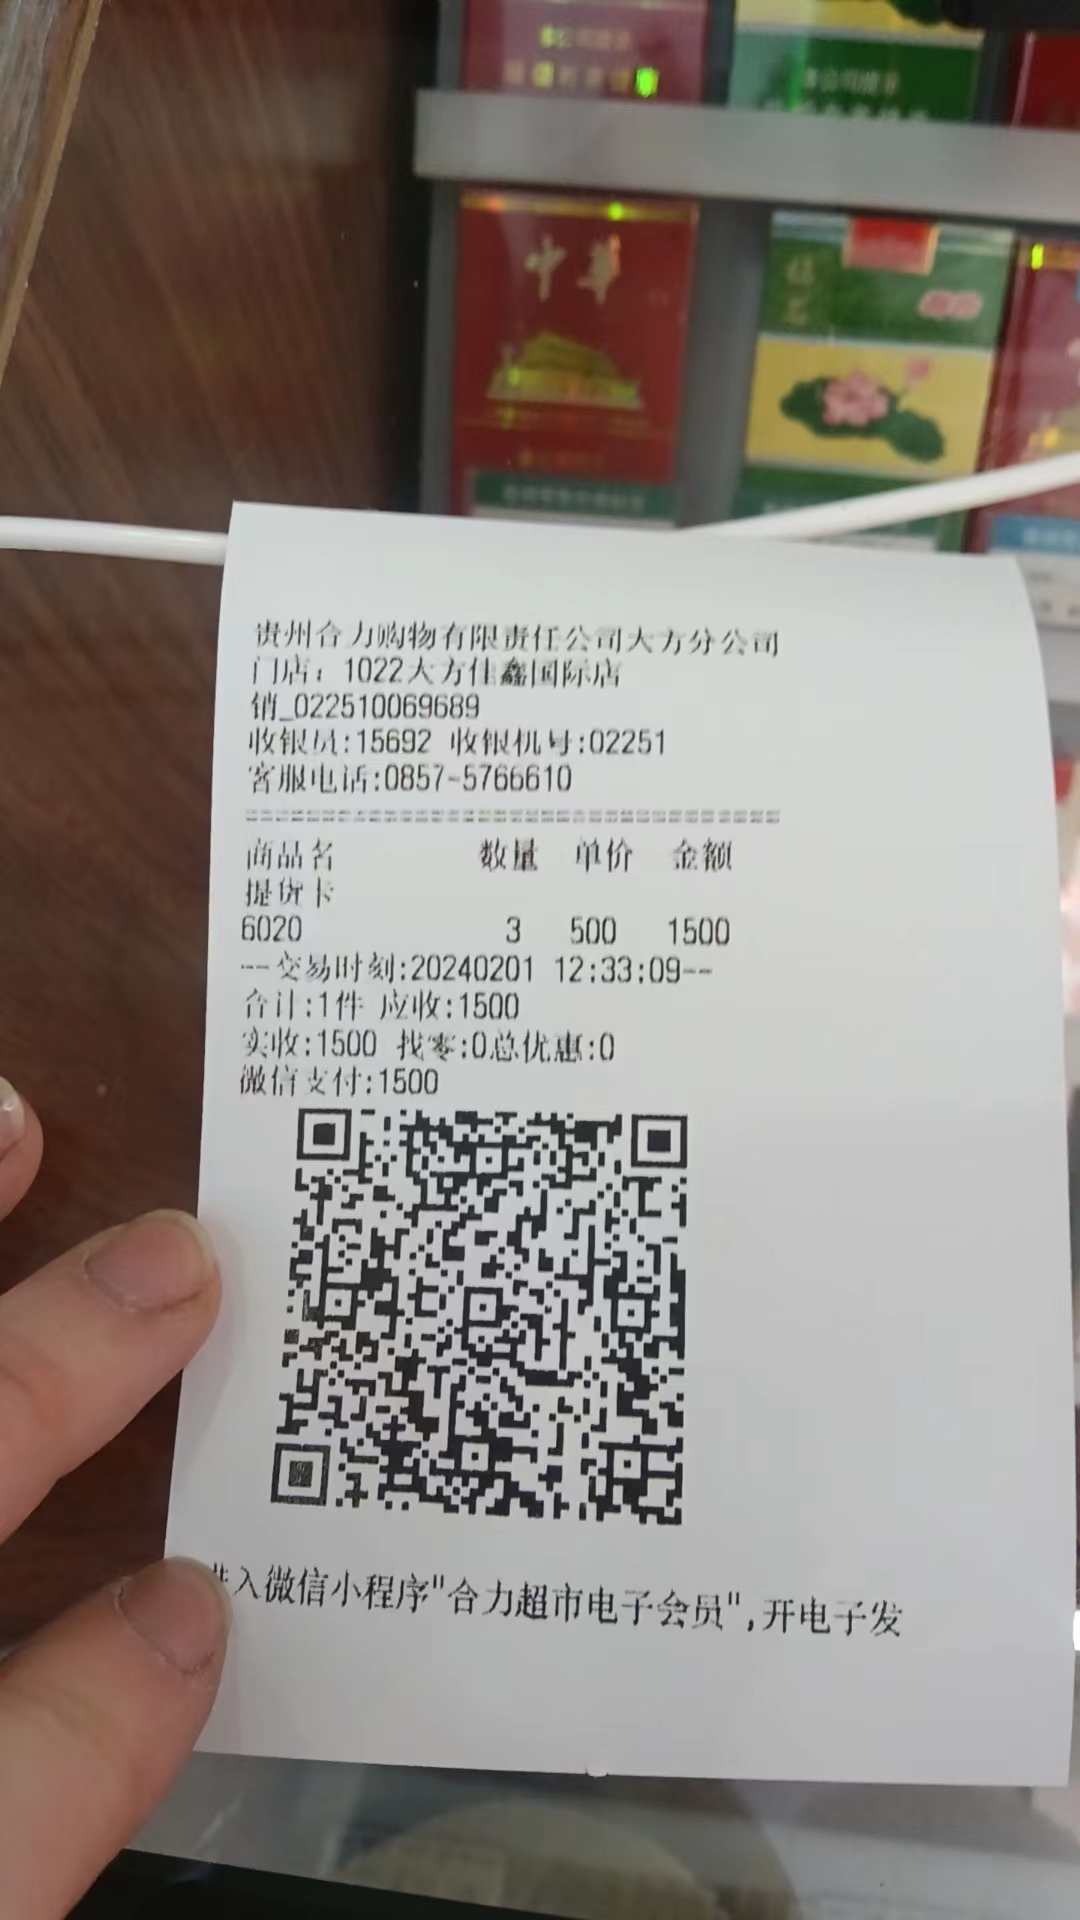 中华
贵州合力购物有限责任公司大方分公司
门店：1022大方佳鑫国际店
销_022510069689
收银员:15692 收银机号:02251
客服电话:0857-5766610
================================
商品名 数量 单价 金额
提货卡
6020 3 500 1500
--交易时刻:20240201 12:33:09--
合计:1件 应收:1500
实收:1500 找零:0总优惠:0
微信支付:1500
进入微信小程序"合力超市电子会员",开电子发